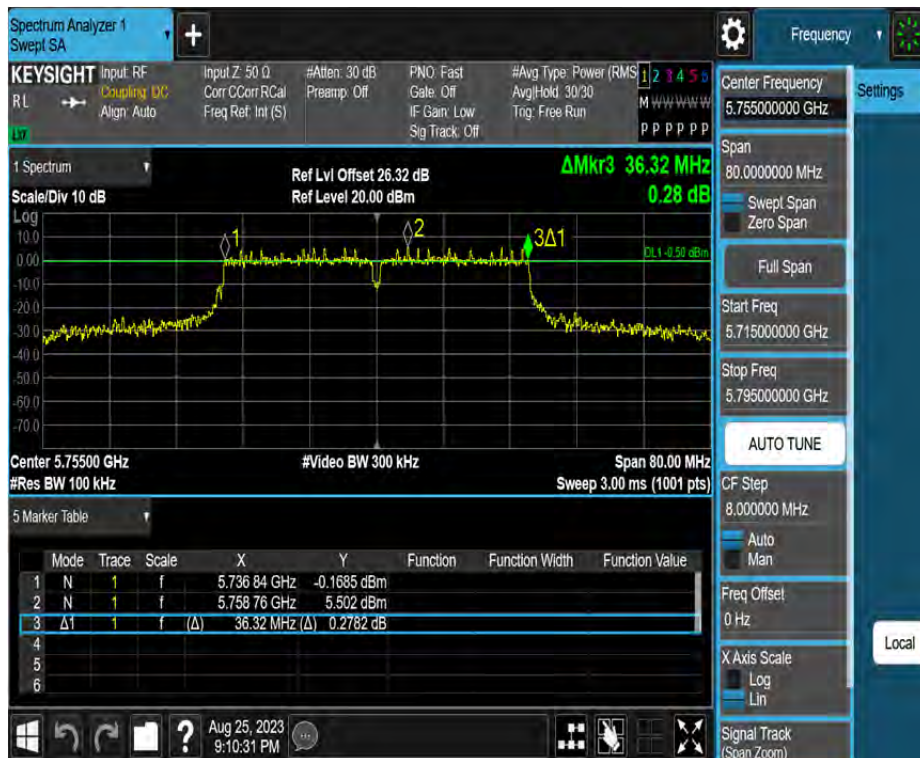 Spectrum Analyzer 1
Swept SA
+
Frequency
Settings
KEYSIGHT
RL
LXI
Input: RF
Coupling: DC
Align: Auto
Input Z: 50 Ω
Corr CCorr RCal
Freq Ref: Int (S)
#Atten: 30 dB
Preamp: Off
PNO: Fast
Gate: Off
IF Gain: Low
Sig Track: Off
#Avg Type: Power (RMS
Avg|Hold: 30/30
Trig: Free Run
1 2 3 4 5 6
M W W W W W
P P P P P P
1 Spectrum
Scale/Div 10 dB
Ref Lvl Offset 26.32 dB
Ref Level 20.00 dBm
ΔMkr3 36.32 MHz
0.28 dB
Log
10.0
0.00
-10.0
-20.0
-30.0
-40.0
-50.0
-60.0
-70.0
1
2
3Δ1
DL1 -0.50 dBm
Center 5.75500 GHz
#Video BW 300 kHz
Span 80.00 MHz
#Res BW 100 kHz
Sweep 3.00 ms (1001 pts)
5 Marker Table
Mode Trace Scale X Y Function Function Width Function Value
1 N 1 f 5.736 84 GHz -0.1685 dBm
2 N 1 f 5.758 76 GHz 5.502 dBm
3 Δ1 1 f (Δ) 36.32 MHz (Δ) 0.2782 dB
4
5
6
?
Aug 25, 2023
9:10:31 PM
Center Frequency
5.755000000 GHz
Span
80.0000000 MHz
Swept Span
Zero Span
Full Span
Start Freq
5.715000000 GHz
Stop Freq
5.795000000 GHz
AUTO TUNE
CF Step
8.000000 MHz
Auto
Man
Freq Offset
0 Hz
X Axis Scale
Log
Lin
Signal Track
(Span Zoom)
Local